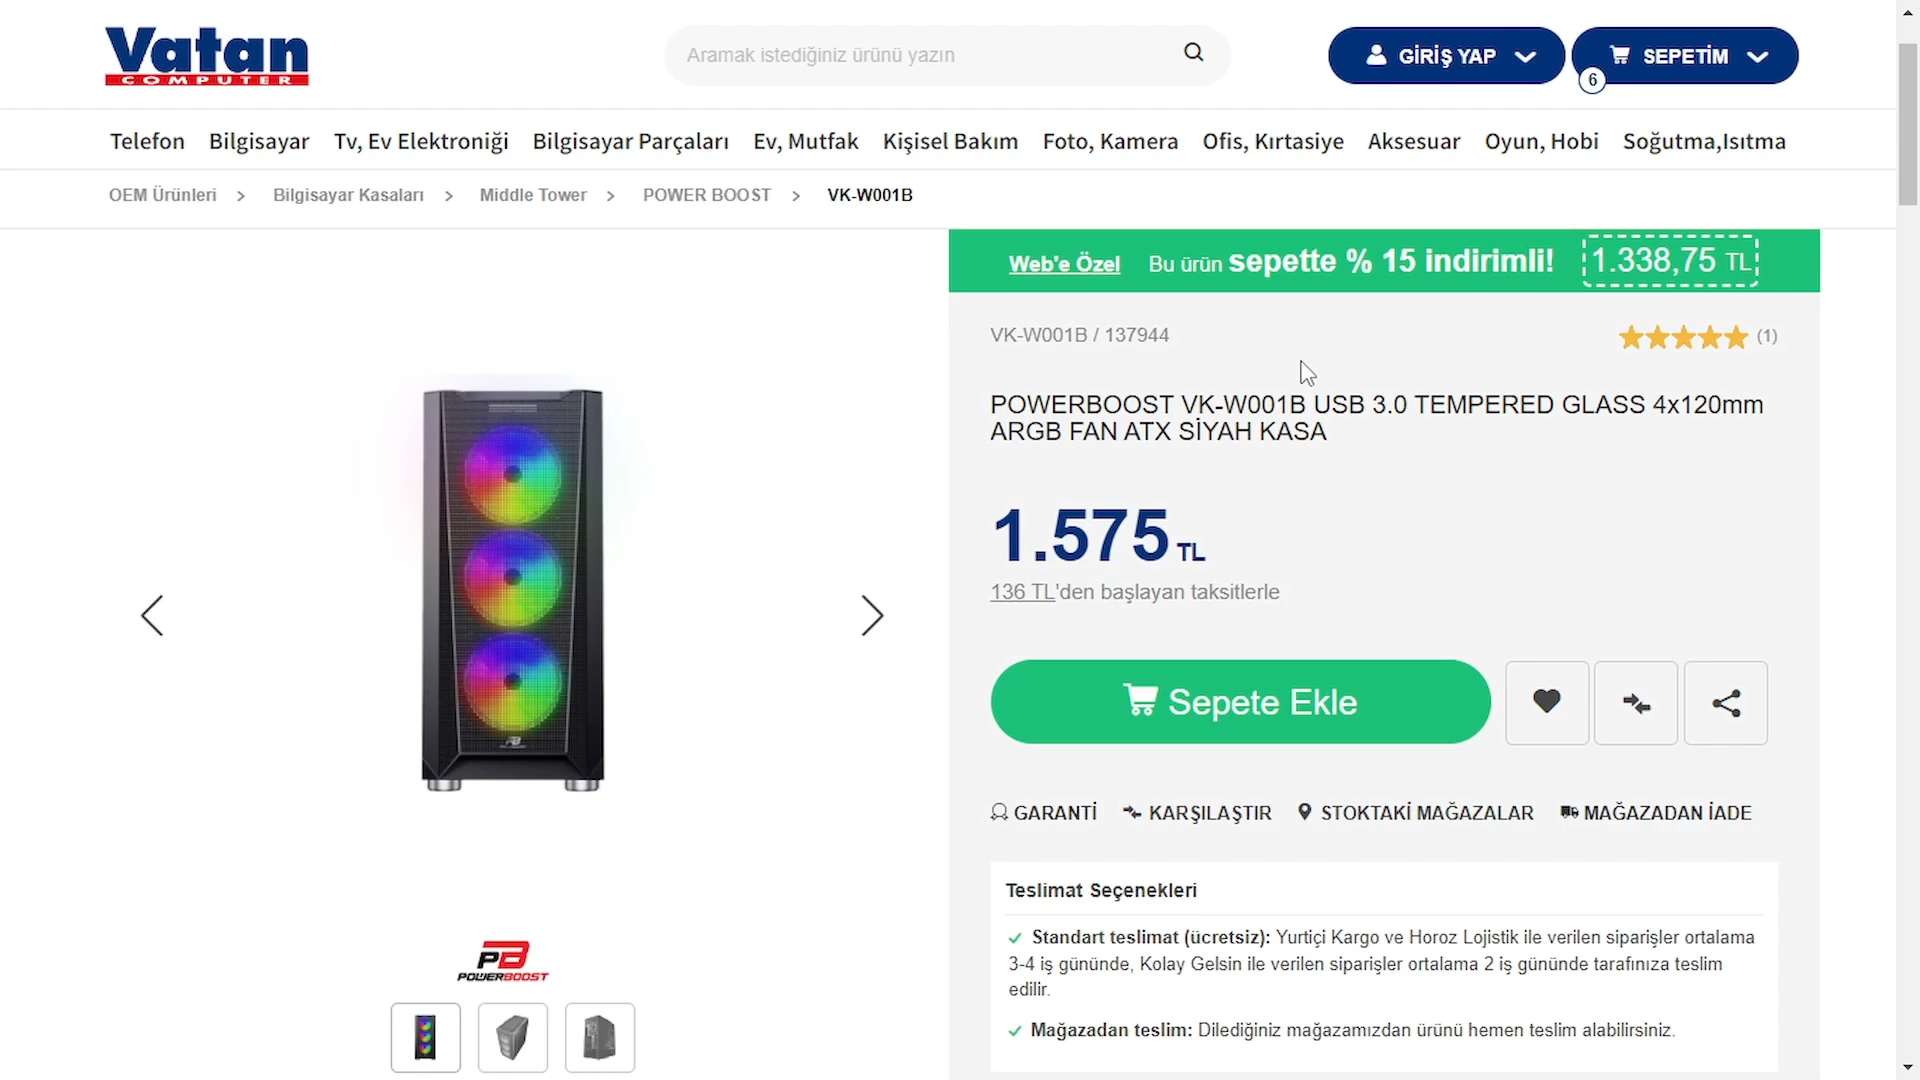 Vatan
COMPUTER
Aramak istediğiniz ürünü yazın
GİRİŞ YAP
SEPETİM
6
Telefon Bilgisayar Tv, Ev Elektroniği Bilgisayar Parçaları Ev, Mutfak Kişisel Bakım Foto, Kamera Ofis, Kırtasiye Aksesuar Oyun, Hobi Soğutma,Isıtma
OEM Ürünleri > Bilgisayar Kasaları > Middle Tower > POWER BOOST > VK-W001B
Web'e Özel Bu ürün sepette % 15 indirimli! 1.338,75 TL
VK-W001B / 137944
(1)
POWERBOOST VK-W001B USB 3.0 TEMPERED GLASS 4x120mm
ARGB FAN ATX SİYAH KASA
1.575 TL
136 TL'den başlayan taksitlerle
Sepete Ekle
GARANTİ KARŞILAŞTIR STOKTAKİ MAĞAZALAR MAĞAZADAN İADE
Teslimat Seçenekleri
Standart teslimat (ücretsiz): Yurtiçi Kargo ve Horoz Lojistik ile verilen siparişler ortalama
3-4 iş gününde, Kolay Gelsin ile verilen siparişler ortalama 2 iş gününde tarafınıza teslim
edilir.
Mağazadan teslim: Dilediğiniz mağazamızdan ürünü hemen teslim alabilirsiniz.
PB
POWERBOOST